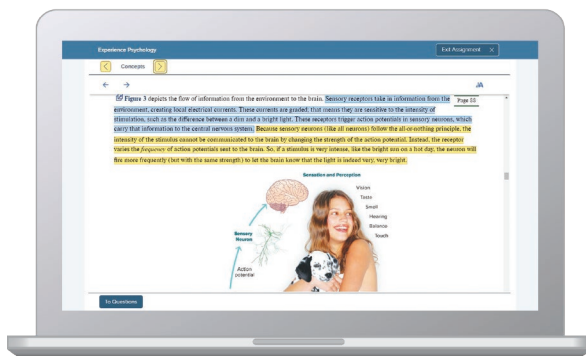 Experience Psychology
Exit Assignment X
Concepts
Figure 3 depicts the flow of information from the environment to the brain. Sensory receptors take in information from the
Page 88
environment, creating local electrical currents. These currents are graded; that means they are sensitive to the intensity of
stimulation, such as the difference between a dim and a bright light. These receptors trigger action potentials in sensory neurons, which
carry that information to the central nervous system. Because sensory neurons (like all neurons) follow the all-or-nothing principle, the
intensity of the stimulus cannot be communicated to the brain by changing the strength of the action potential. Instead, the receptor
varies the frequency of action potentials sent to the brain. So, if a stimulus is very intense, like the bright sun on a hot day, the neuron will
fire more frequently (but with the same strength) to let the brain know that the light is indeed very, very bright.
Sensation and Perception
Vision
Taste
Smell
Hearing
Balance
Touch
Sensory
Neuron
Action
potential
To Questions